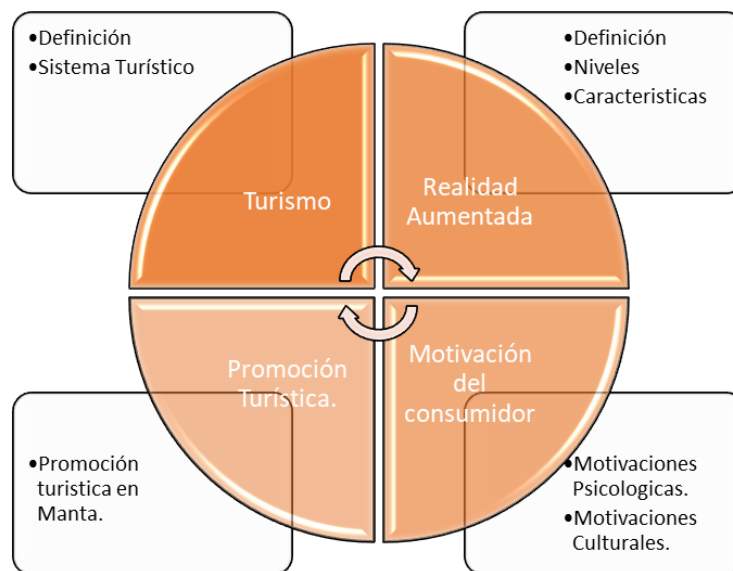 •Definición
•Sistema Turístico
•Definición
•Niveles
•Caracteristicas
Turismo
Realidad
Aumentada
Promoción
Turística.
Motivación
del
consumidor
•Promoción
turistica en
Manta.
•Motivaciones
Psicologicas.
•Motivaciones
Culturales.